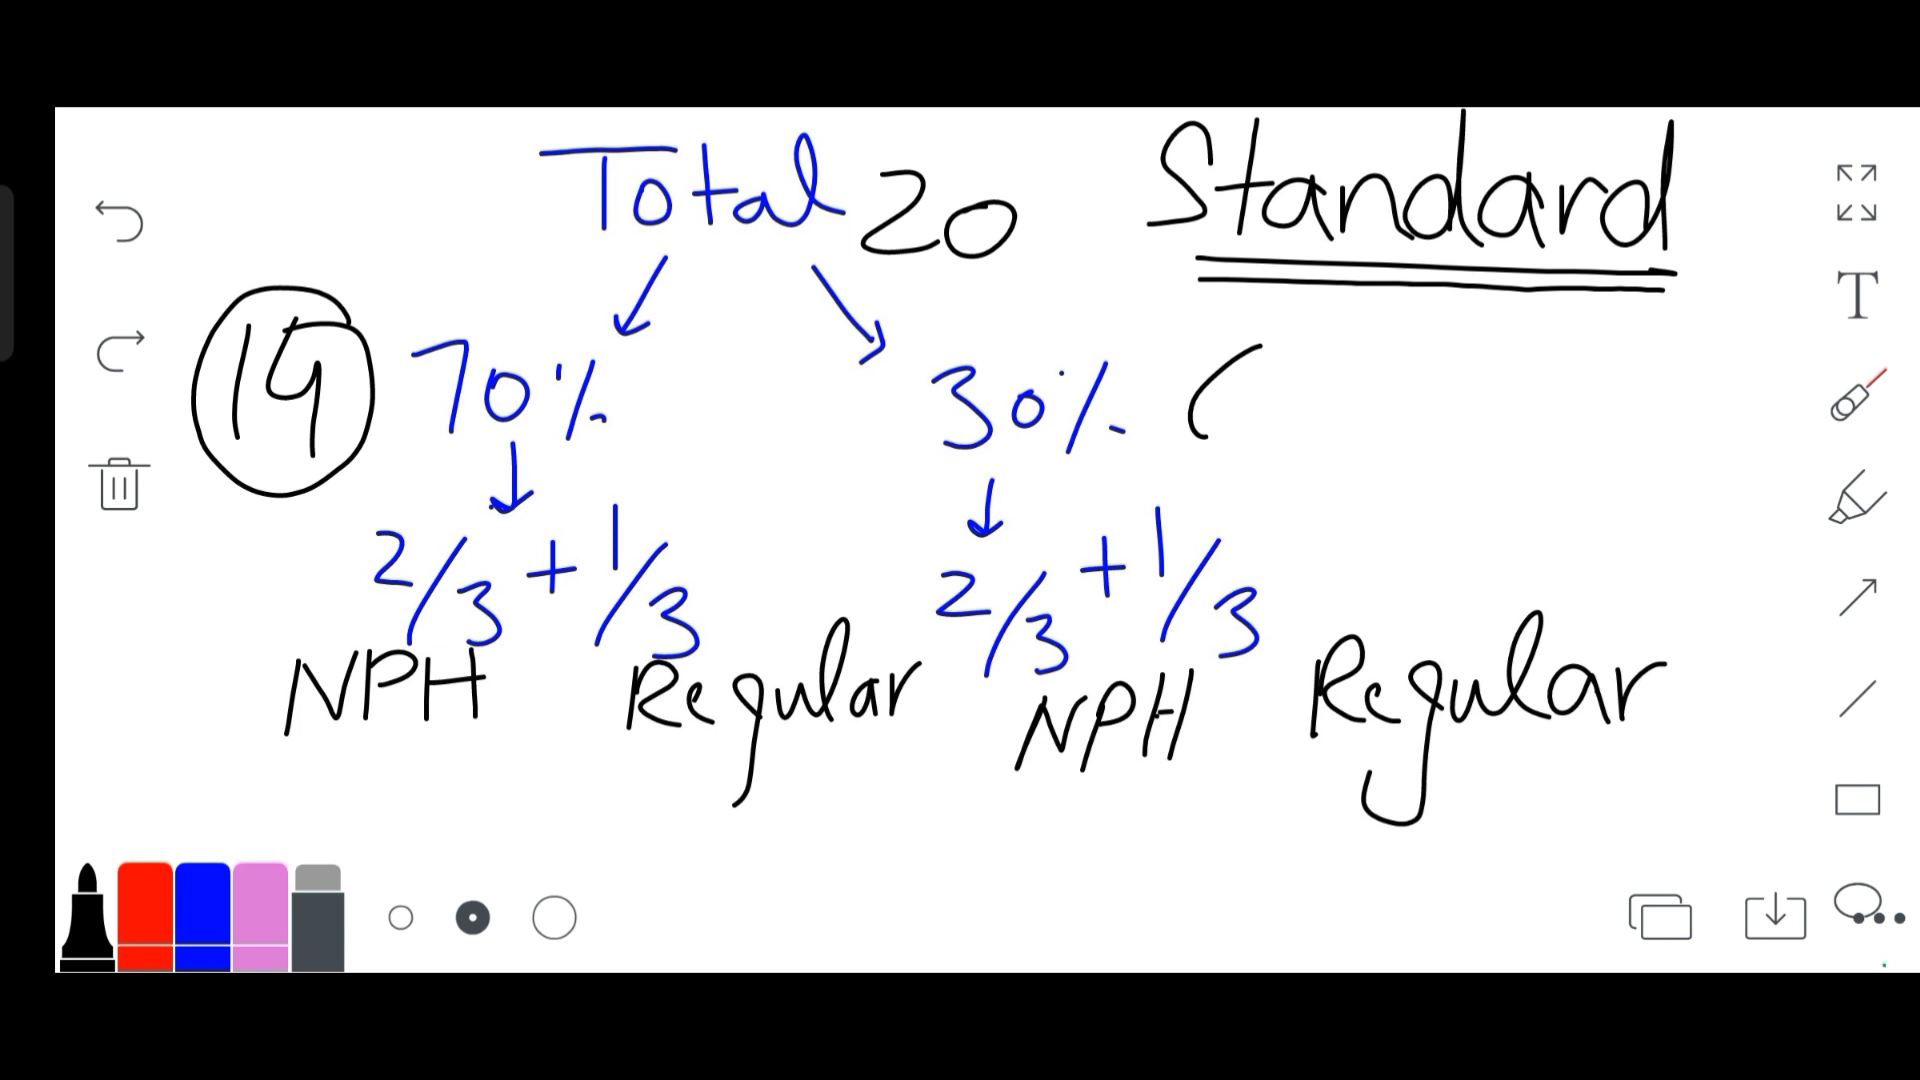 Total 20 Standard
14 70% 30% (
2/3 + 1/3 2/3 + 1/3
NPH Regular NPH Regular
T